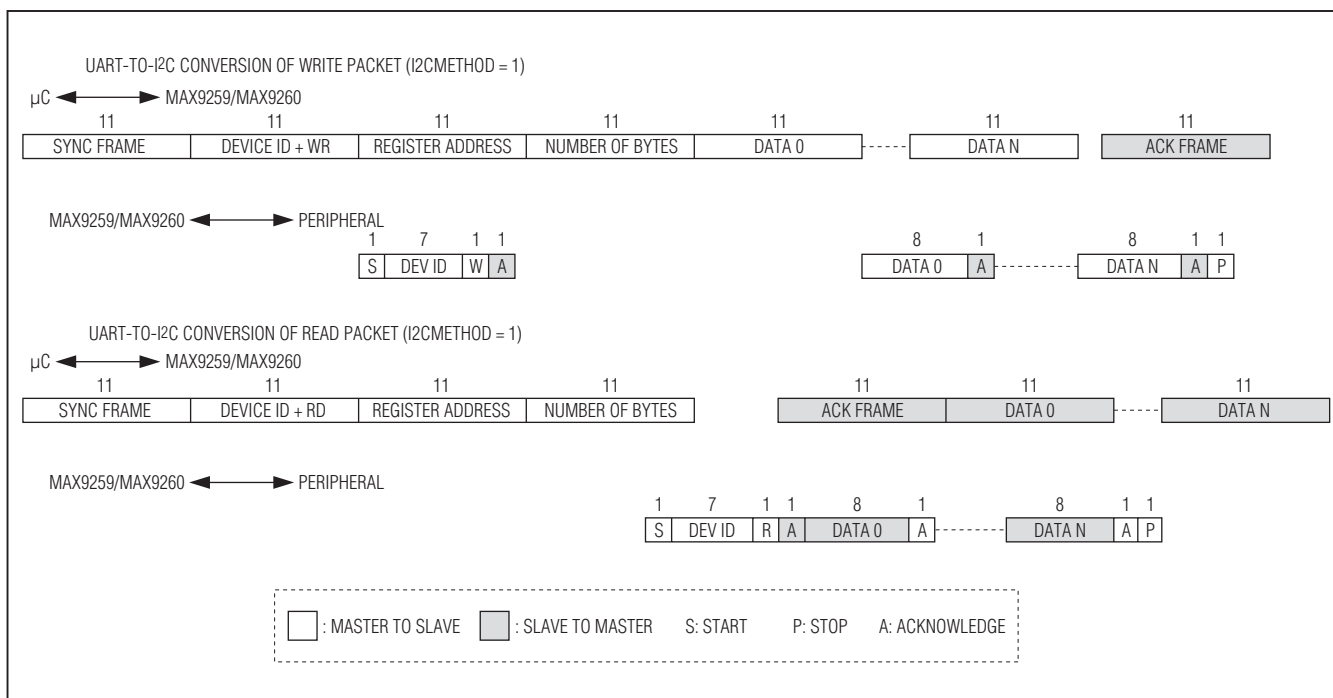 UART-TO-I2C CONVERSION OF WRITE PACKET (I2CMETHOD = 1)
µC MAX9259/MAX9260
11 11 11 11 11 11 11
SYNC FRAME DEVICE ID + WR REGISTER ADDRESS NUMBER OF BYTES DATA 0 DATA N ACK FRAME
MAX9259/MAX9260 PERIPHERAL
1 7 1 1 8 1 8 1 1
S DEV ID W A DATA 0 A DATA N A P
UART-TO-I2C CONVERSION OF READ PACKET (I2CMETHOD = 1)
µC MAX9259/MAX9260
11 11 11 11 11 11 11
SYNC FRAME DEVICE ID + RD REGISTER ADDRESS NUMBER OF BYTES ACK FRAME DATA 0 DATA N
MAX9259/MAX9260 PERIPHERAL
1 7 1 1 8 1 8 1 1
S DEV ID R A DATA 0 A DATA N A P
: MASTER TO SLAVE : SLAVE TO MASTER S: START P: STOP A: ACKNOWLEDGE